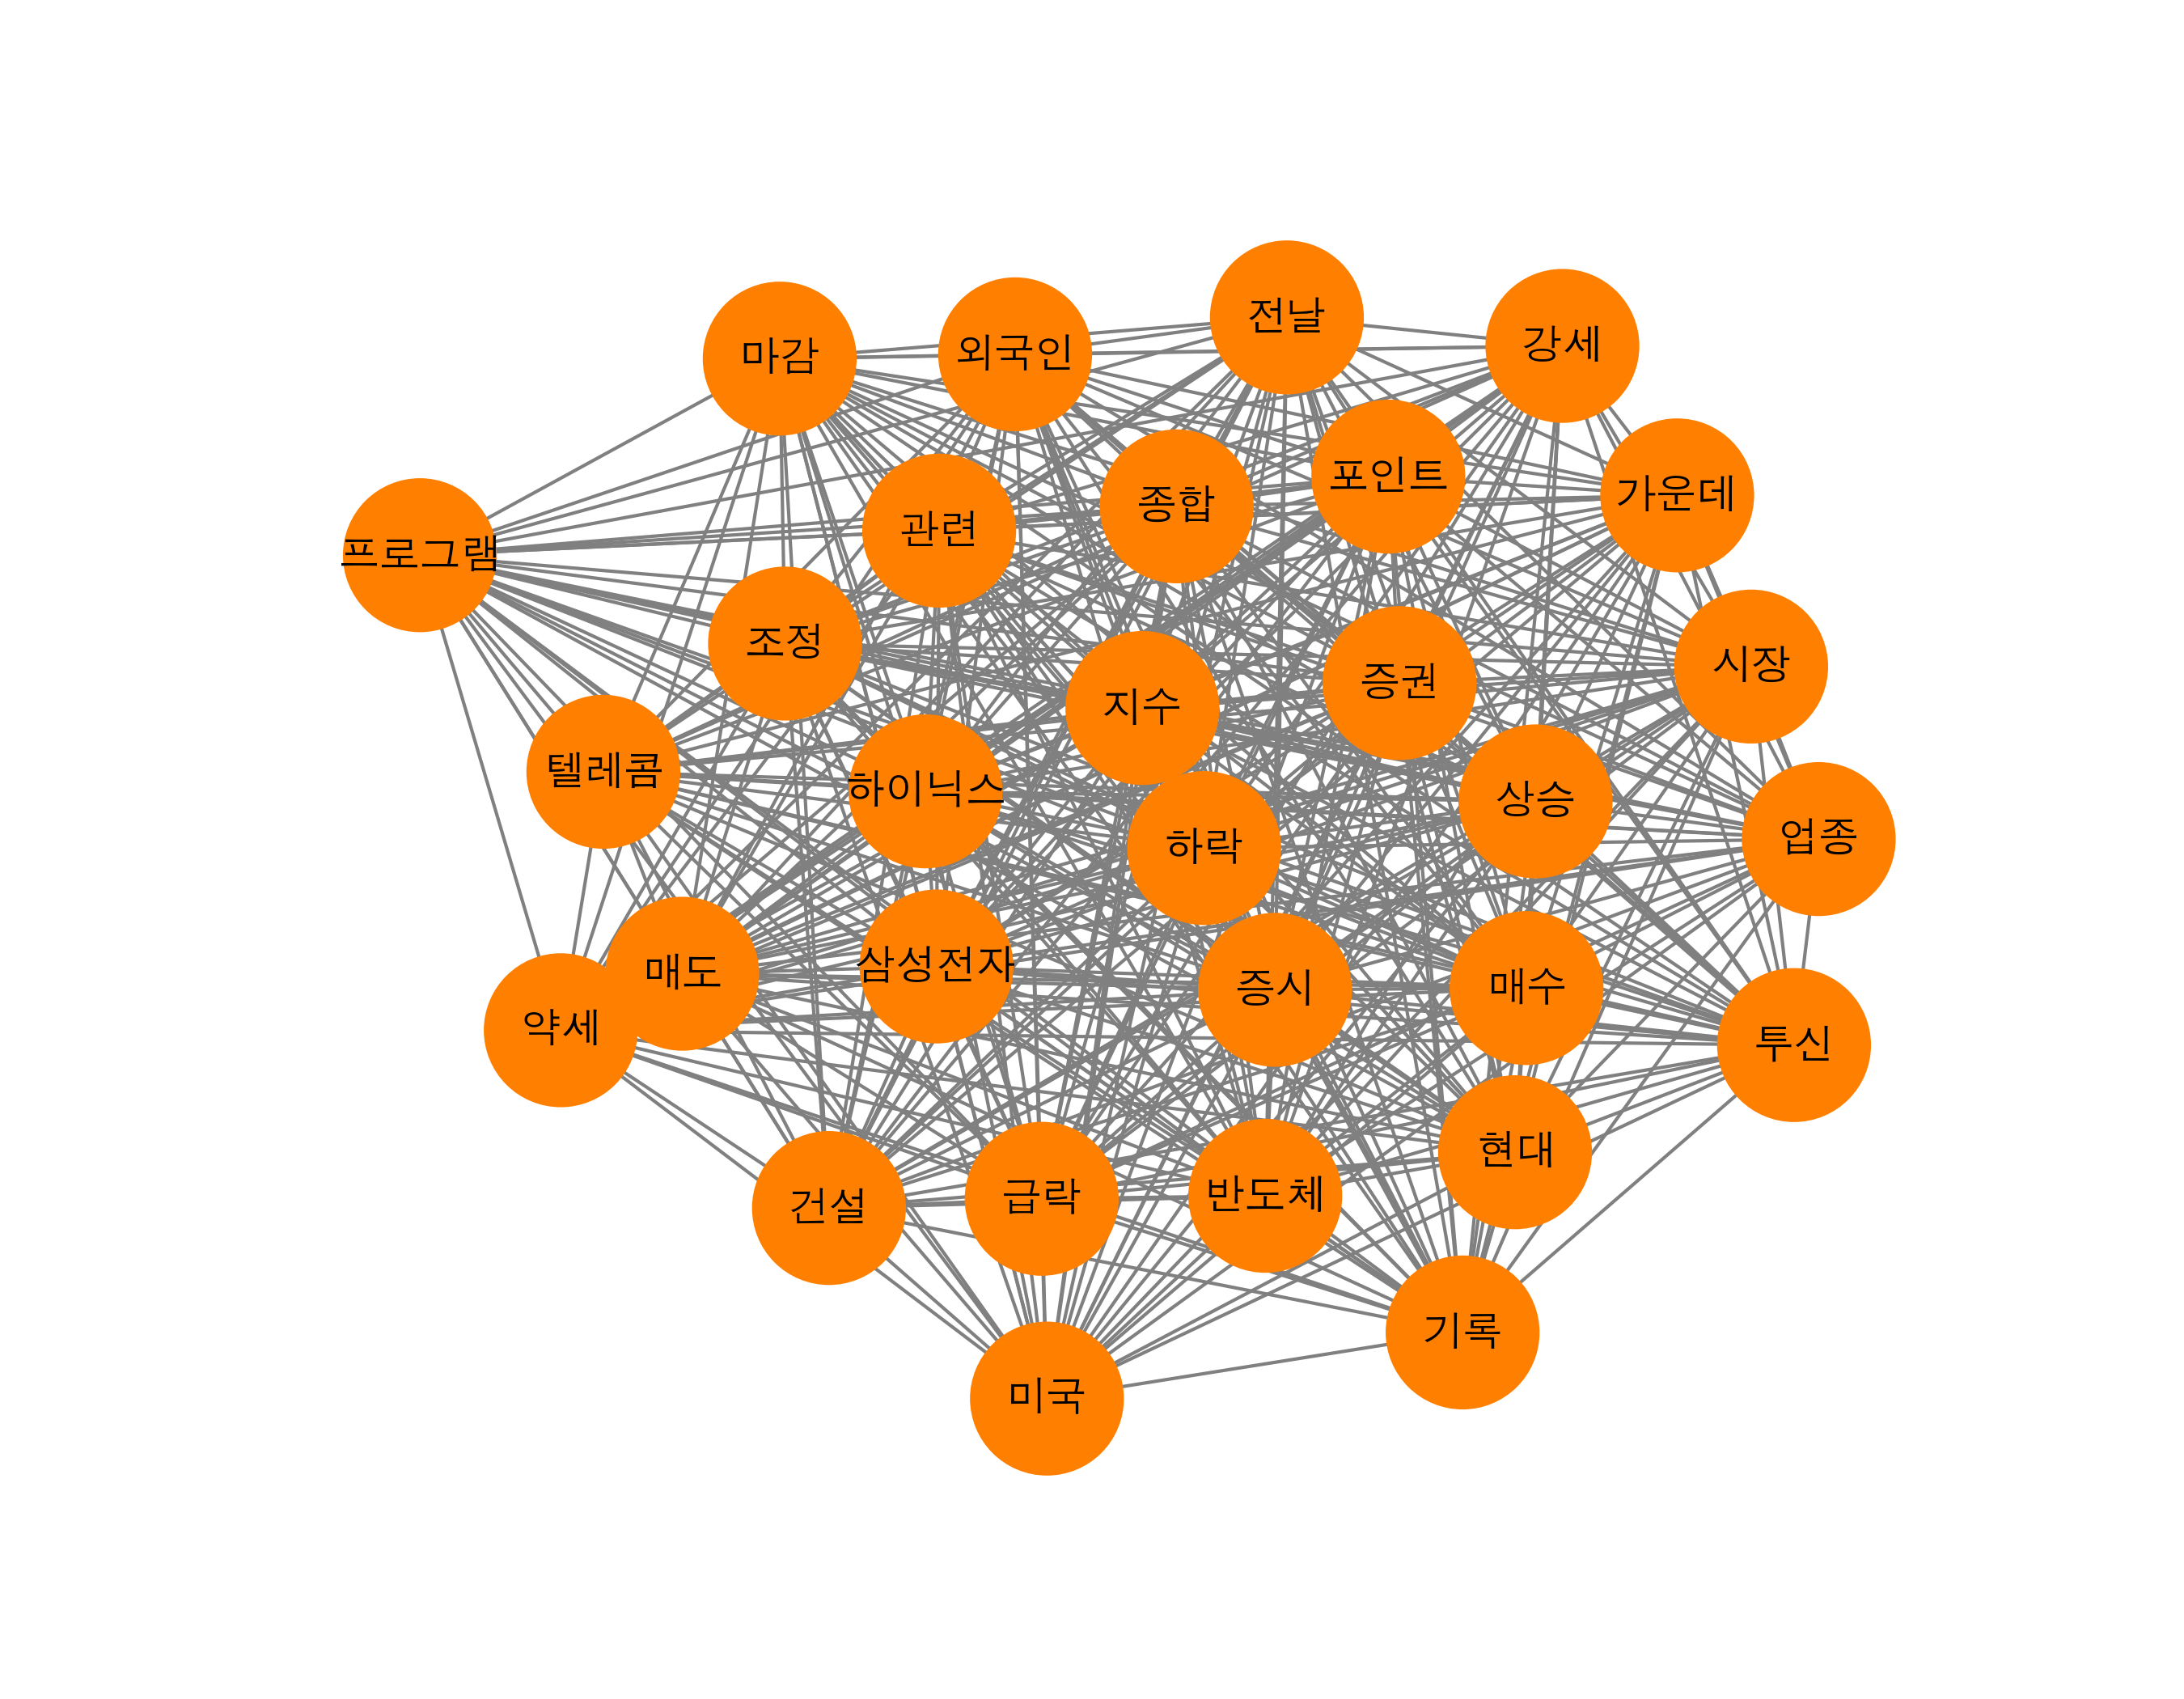 전날
강세
외국인
마감
포인트
가운데
종합
관련
프로그램
조정
시장
증권
지수
텔레콤
하이닉스
상승
업종
하락
삼성전자
매도
증시
매수
약세
투신
현대
반도체
급락
건설
기록
미국